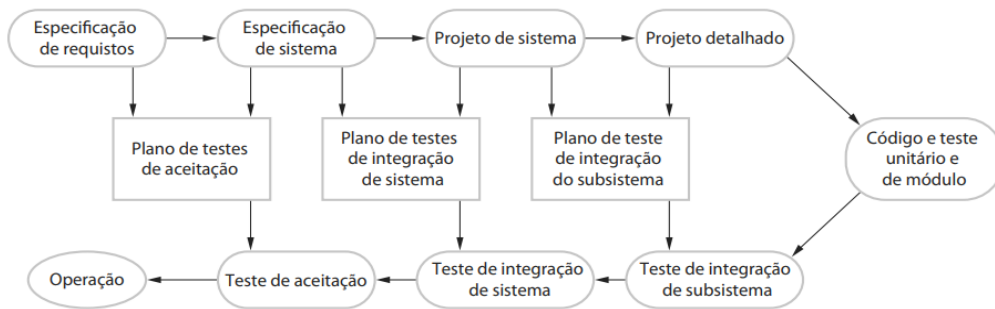 Especificação
de requistos
Especificação
de sistema
Projeto de sistema
Projeto detalhado
Plano de testes
de aceitação
Plano de testes
de integração
de sistema
Plano de teste
de integração
do subsistema
Código e teste
unitário e
de módulo
Operação
Teste de aceitação
Teste de integração
de sistema
Teste de integração
de subsistema